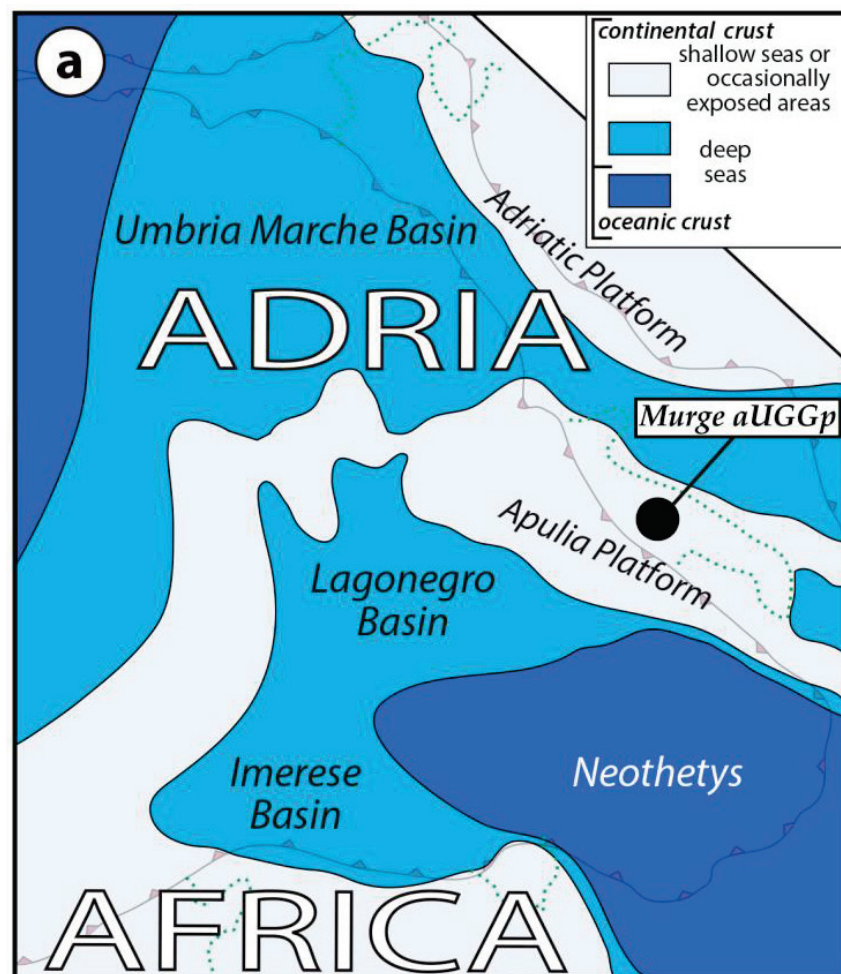 a
continental crust
shallow seas or
occasionally
exposed areas
deep
seas
oceanic crust
Umbria Marche Basin
Adriatic Platform
ADRIA
Murge aUGGp
Apulia Platform
Lagonegro
Basin
Imerese
Basin
Neothetys
AFRICA